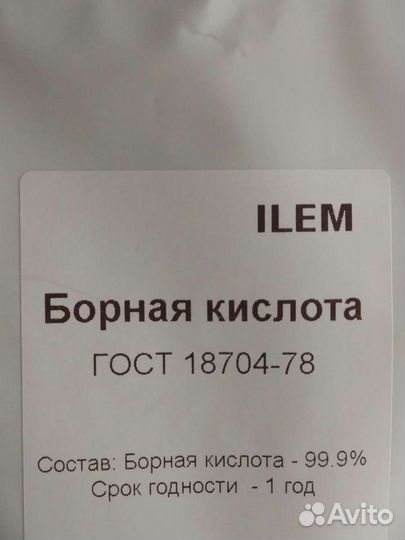 ILEM
Борная кислота
ГОСТ 18704-78
Состав: Борная кислота - 99.9%
Срок годности - 1 год
Avito